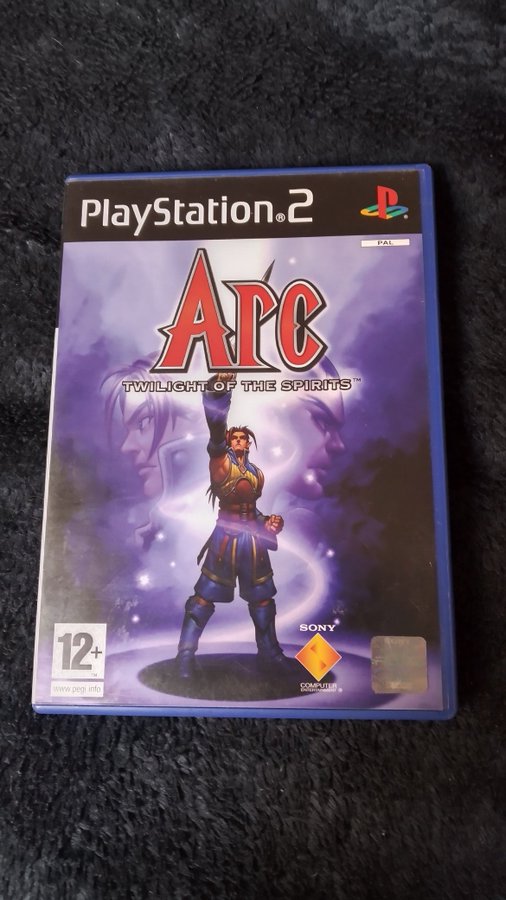 PlayStation®2
PAL
Arc
TWILIGHT OF THE SPIRITS™
12+
www.pegi.info
SONY
COMPUTER
ENTERTAINMENT®